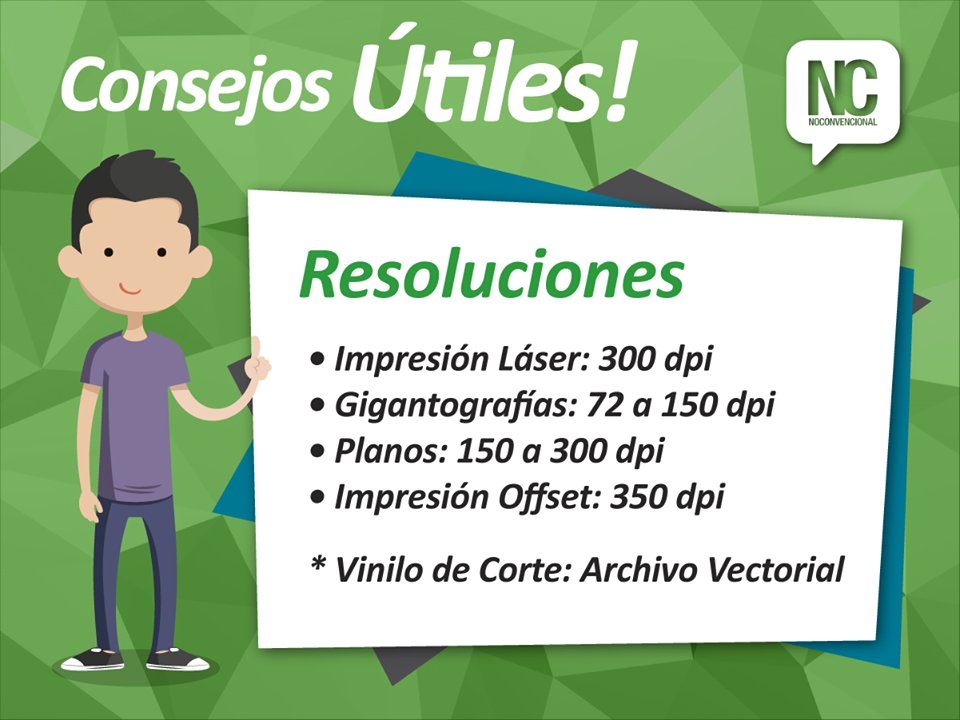 Consejos Útiles!
NC
NOCONVENCIONAL
Resoluciones
• Impresión Láser: 300 dpi
• Gigantografías: 72 a 150 dpi
• Planos: 150 a 300 dpi
• Impresión Offset: 350 dpi
* Vinilo de Corte: Archivo Vectorial